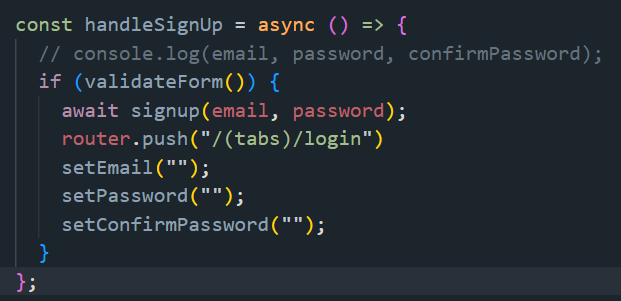 const handleSignUp = async () => {
  // console.log(email, password, confirmPassword);
  if (validateForm()) {
    await signup(email, password);
    router.push("/(tabs)/login")
    setEmail("");
    setPassword("");
    setConfirmPassword("");
  }
};